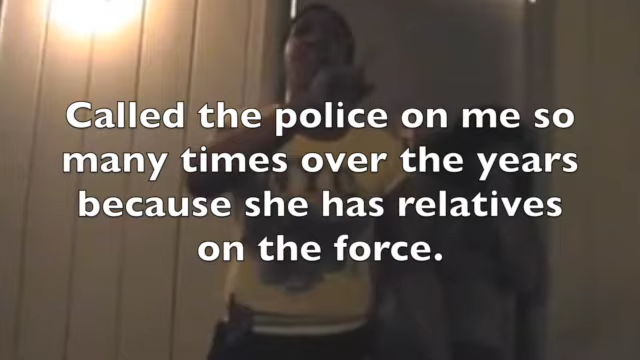 Called the police on me so
many times over the years
because she has relatives
on the force.